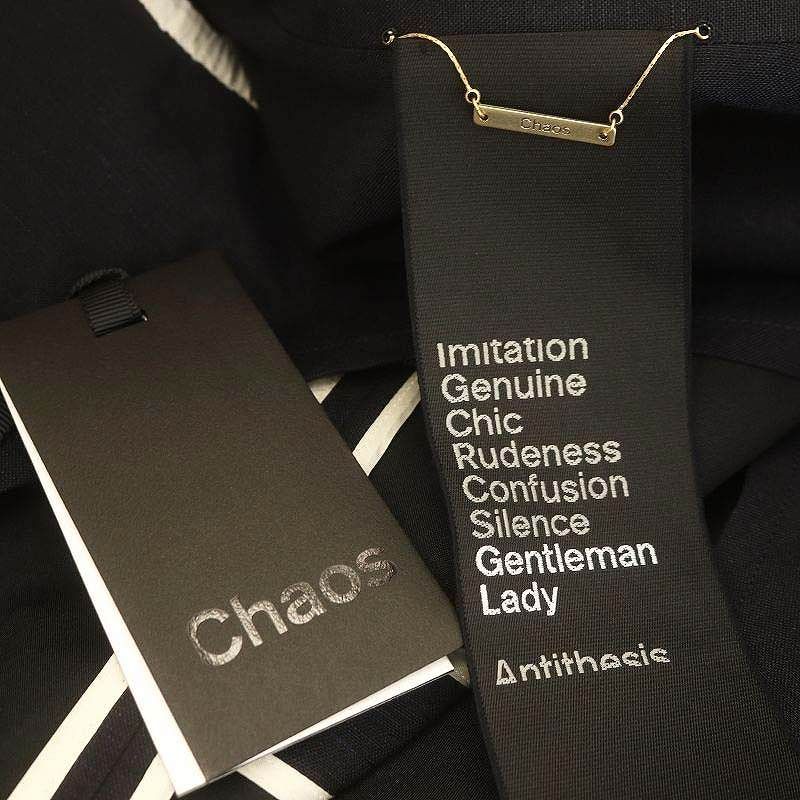 Chaos
Imitation
Genuine
Chic
Rudeness
Confusion
Silence
Gentleman
Lady
Antithesis
Chaos